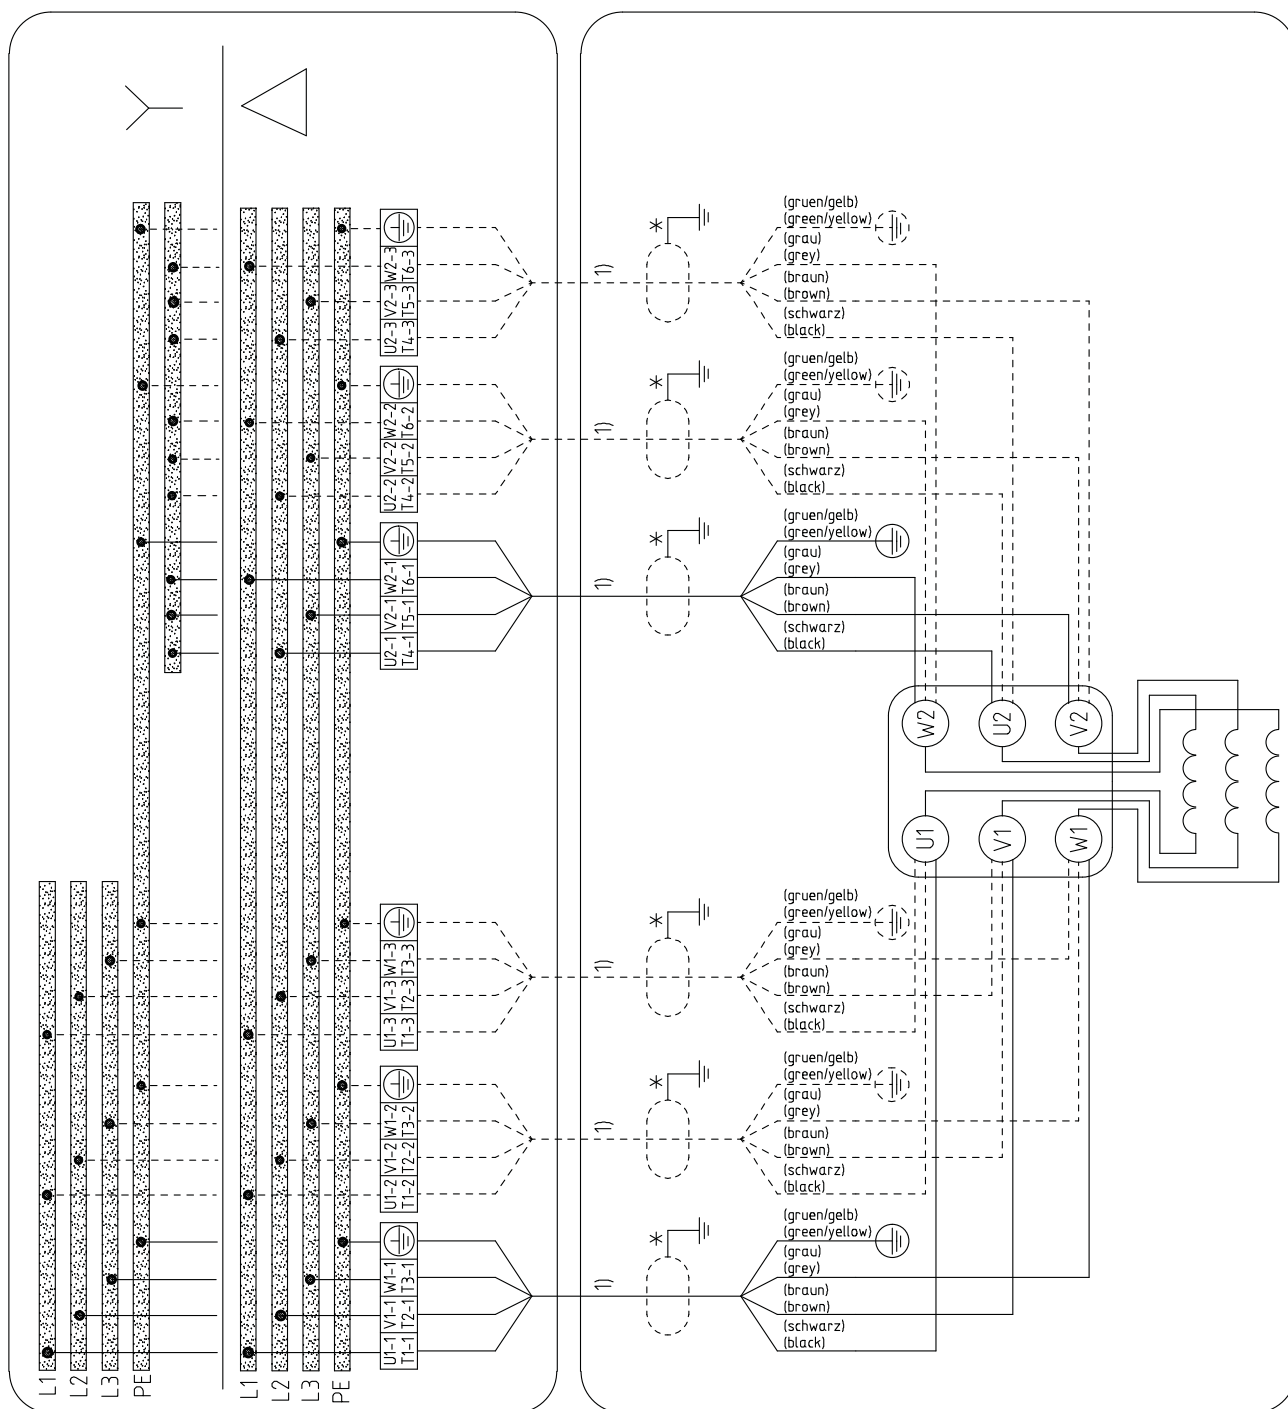 W2-3
T6-3
V2-3
T5-3
U2-3
T4-3
1)
*
(gruen/gelb)
(green/yellow)
(grau)
(grey)
(braun)
(brown)
(schwarz)
(black)
W2-2
T6-2
V2-2
T5-2
U2-2
T4-2
1)
*
(gruen/gelb)
(green/yellow)
(grau)
(grey)
(braun)
(brown)
(schwarz)
(black)
W2-1
T6-1
V2-1
T5-1
U2-1
T4-1
1)
*
(gruen/gelb)
(green/yellow)
(grau)
(grey)
(braun)
(brown)
(schwarz)
(black)
W2
U2
V2
U1
V1
W1
W1-3
T3-3
V1-3
T2-3
U1-3
T1-3
1)
*
(gruen/gelb)
(green/yellow)
(grau)
(grey)
(braun)
(brown)
(schwarz)
(black)
W1-2
T3-2
V1-2
T2-2
U1-2
T1-2
1)
*
(gruen/gelb)
(green/yellow)
(grau)
(grey)
(braun)
(brown)
(schwarz)
(black)
W1-1
T3-1
V1-1
T2-1
U1-1
T1-1
1)
*
(gruen/gelb)
(green/yellow)
(grau)
(grey)
(braun)
(brown)
(schwarz)
(black)
L1
L2
L3
PE
L1
L2
L3
PE